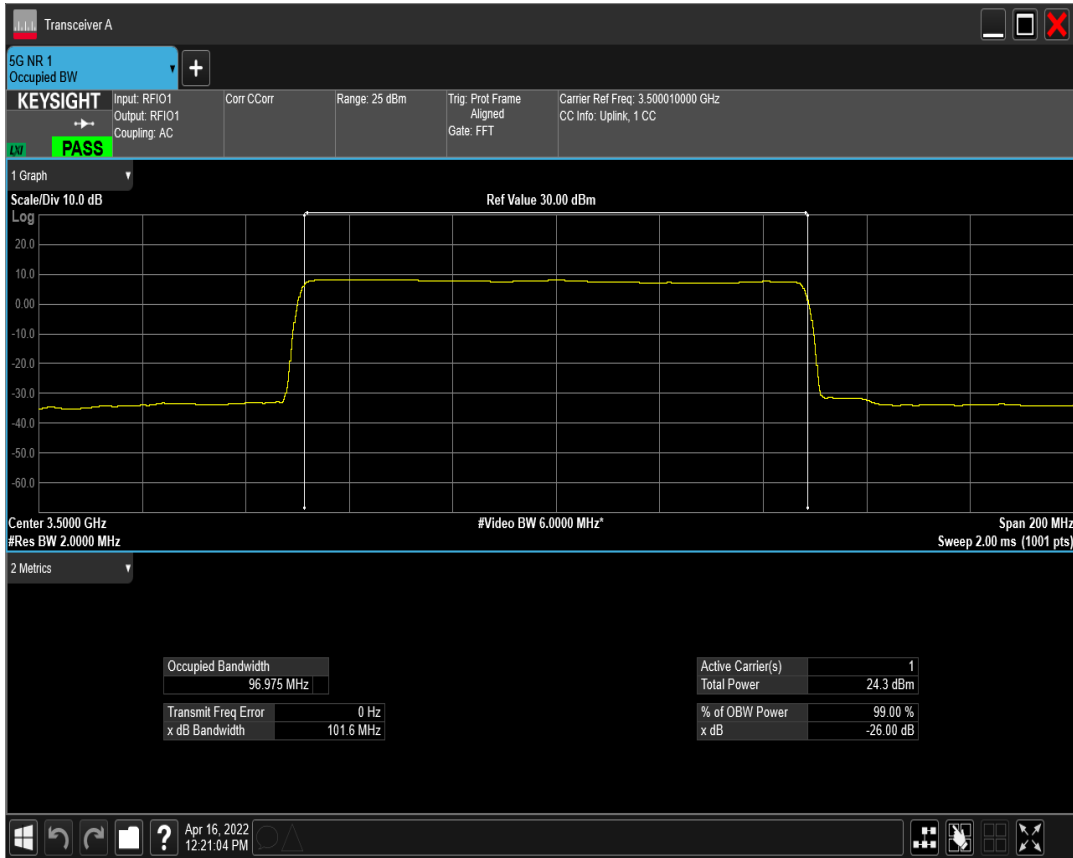 Transceiver A
5G NR 1
Occupied BW
KEYSIGHT
LXI
PASS
Input: RFIO1
Output: RFIO1
Coupling: AC
Corr CCorr
Range: 25 dBm
Trig: Prot Frame
Aligned
Gate: FFT
Carrier Ref Freq: 3.500010000 GHz
CC Info: Uplink, 1 CC
1 Graph
Scale/Div 10.0 dB
Ref Value 30.00 dBm
Log
20.0
10.0
0.00
-10.0
-20.0
-30.0
-40.0
-50.0
-60.0
Center 3.5000 GHz
#Video BW 6.0000 MHz*
Span 200 MHz
#Res BW 2.0000 MHz
Sweep 2.00 ms (1001 pts)
2 Metrics
Occupied Bandwidth
96.975 MHz
Transmit Freq Error 0 Hz
x dB Bandwidth 101.6 MHz
Active Carrier(s) 1
Total Power 24.3 dBm
% of OBW Power 99.00 %
x dB -26.00 dB
?
Apr 16, 2022
12:21:04 PM